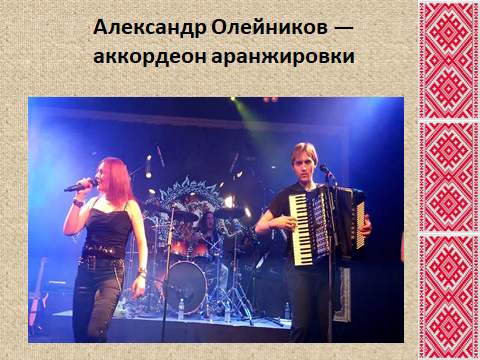 Александр Олейников —
аккордеон аранжировки